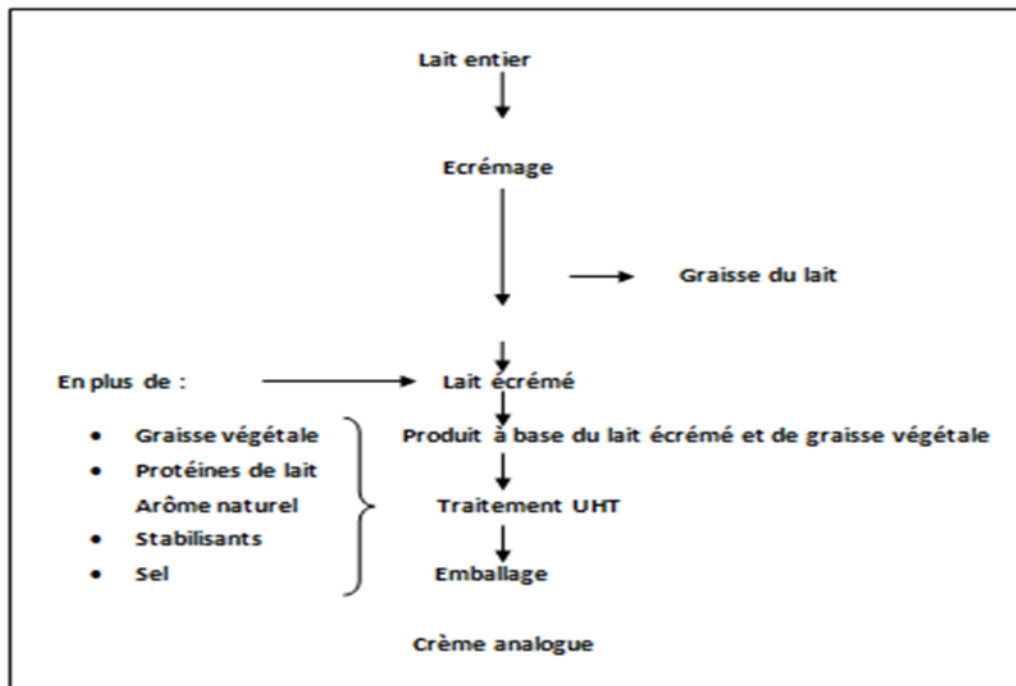 Lait entier
Ecrémage
Graisse du lait
En plus de :
Lait écrémé
• Graisse végétale
Produit à base du lait écrémé et de graisse végétale
• Protéines de lait
Arôme naturel
Traitement UHT
• Stabilisants
• Sel
Emballage
Crème analogue